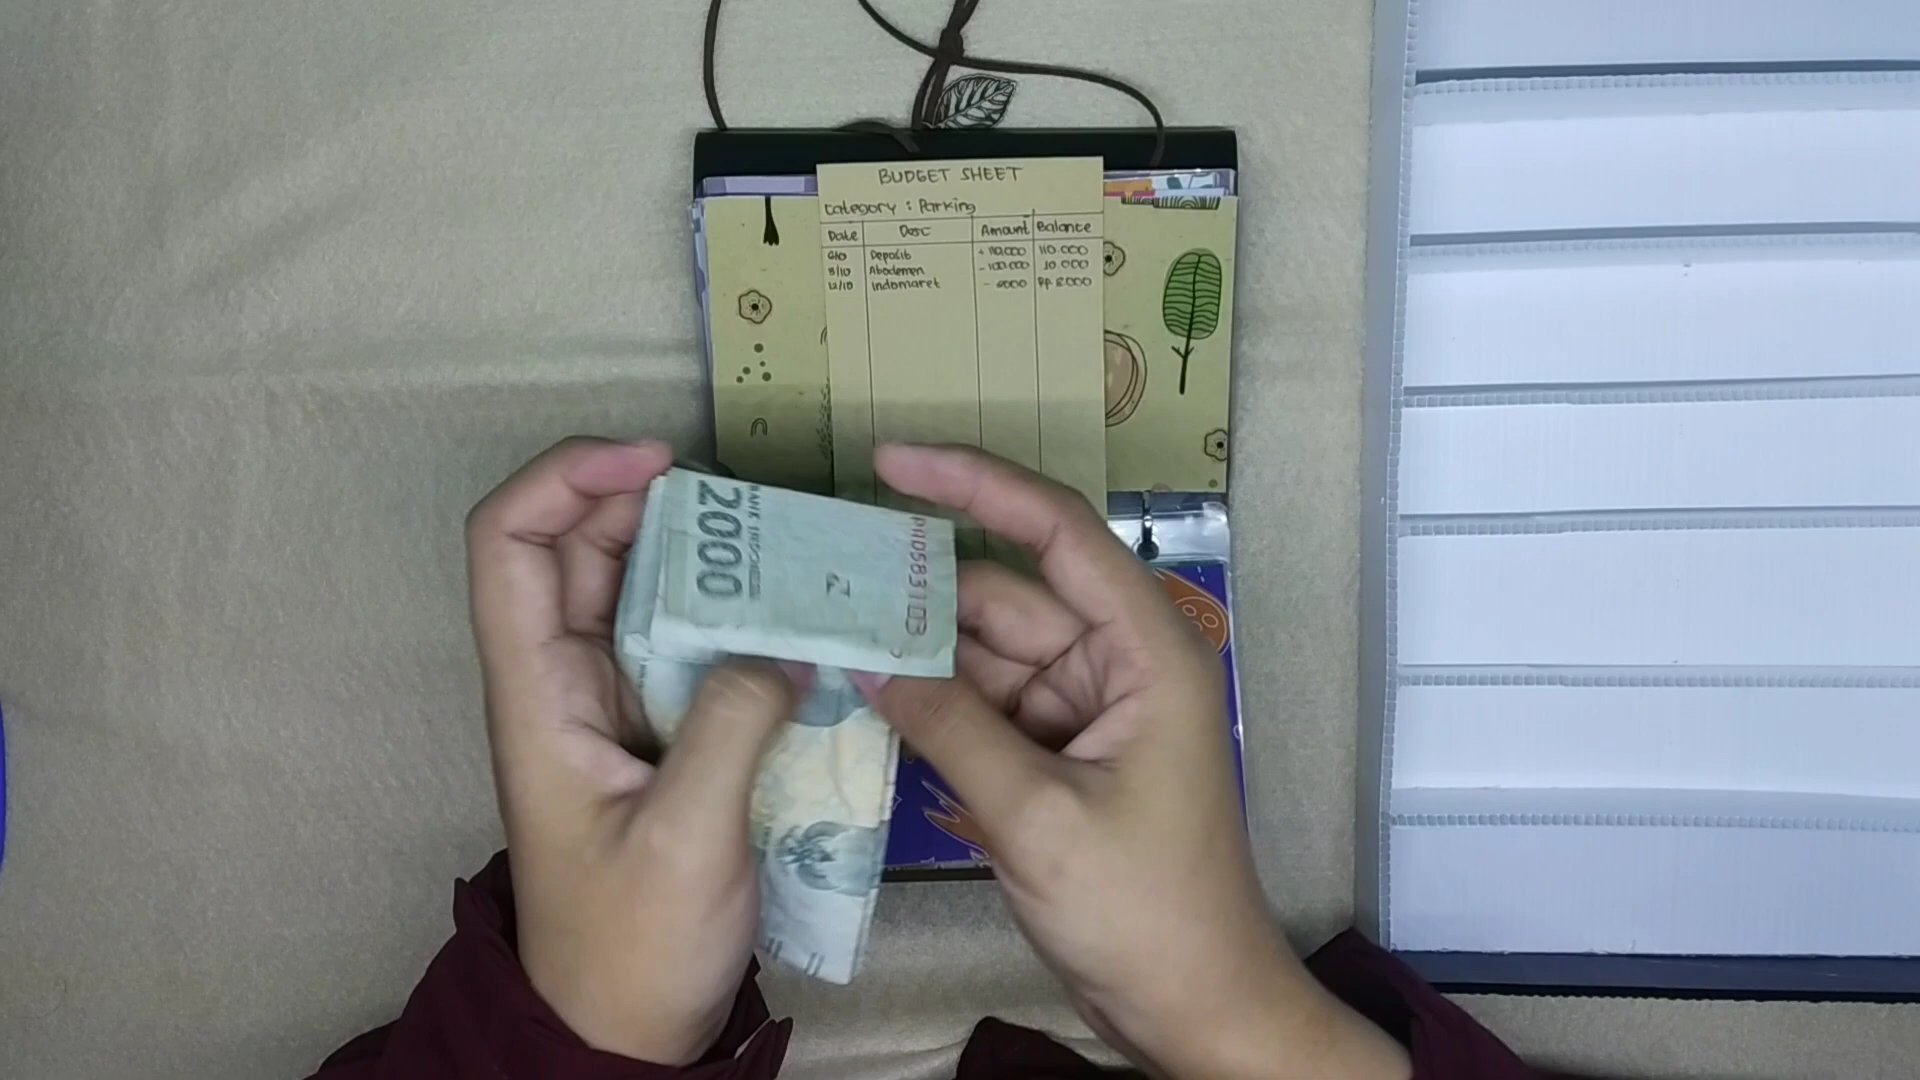 BUDGET SHEET
Category : Parking
Date Desc Amount Balance
6/10 Deposit + 110.000 110.000
8/10 Abodemen - 100.000 10.000
12/10 Indomaret - 2000 Rp. 8.000
2000
BANK INDONESIA